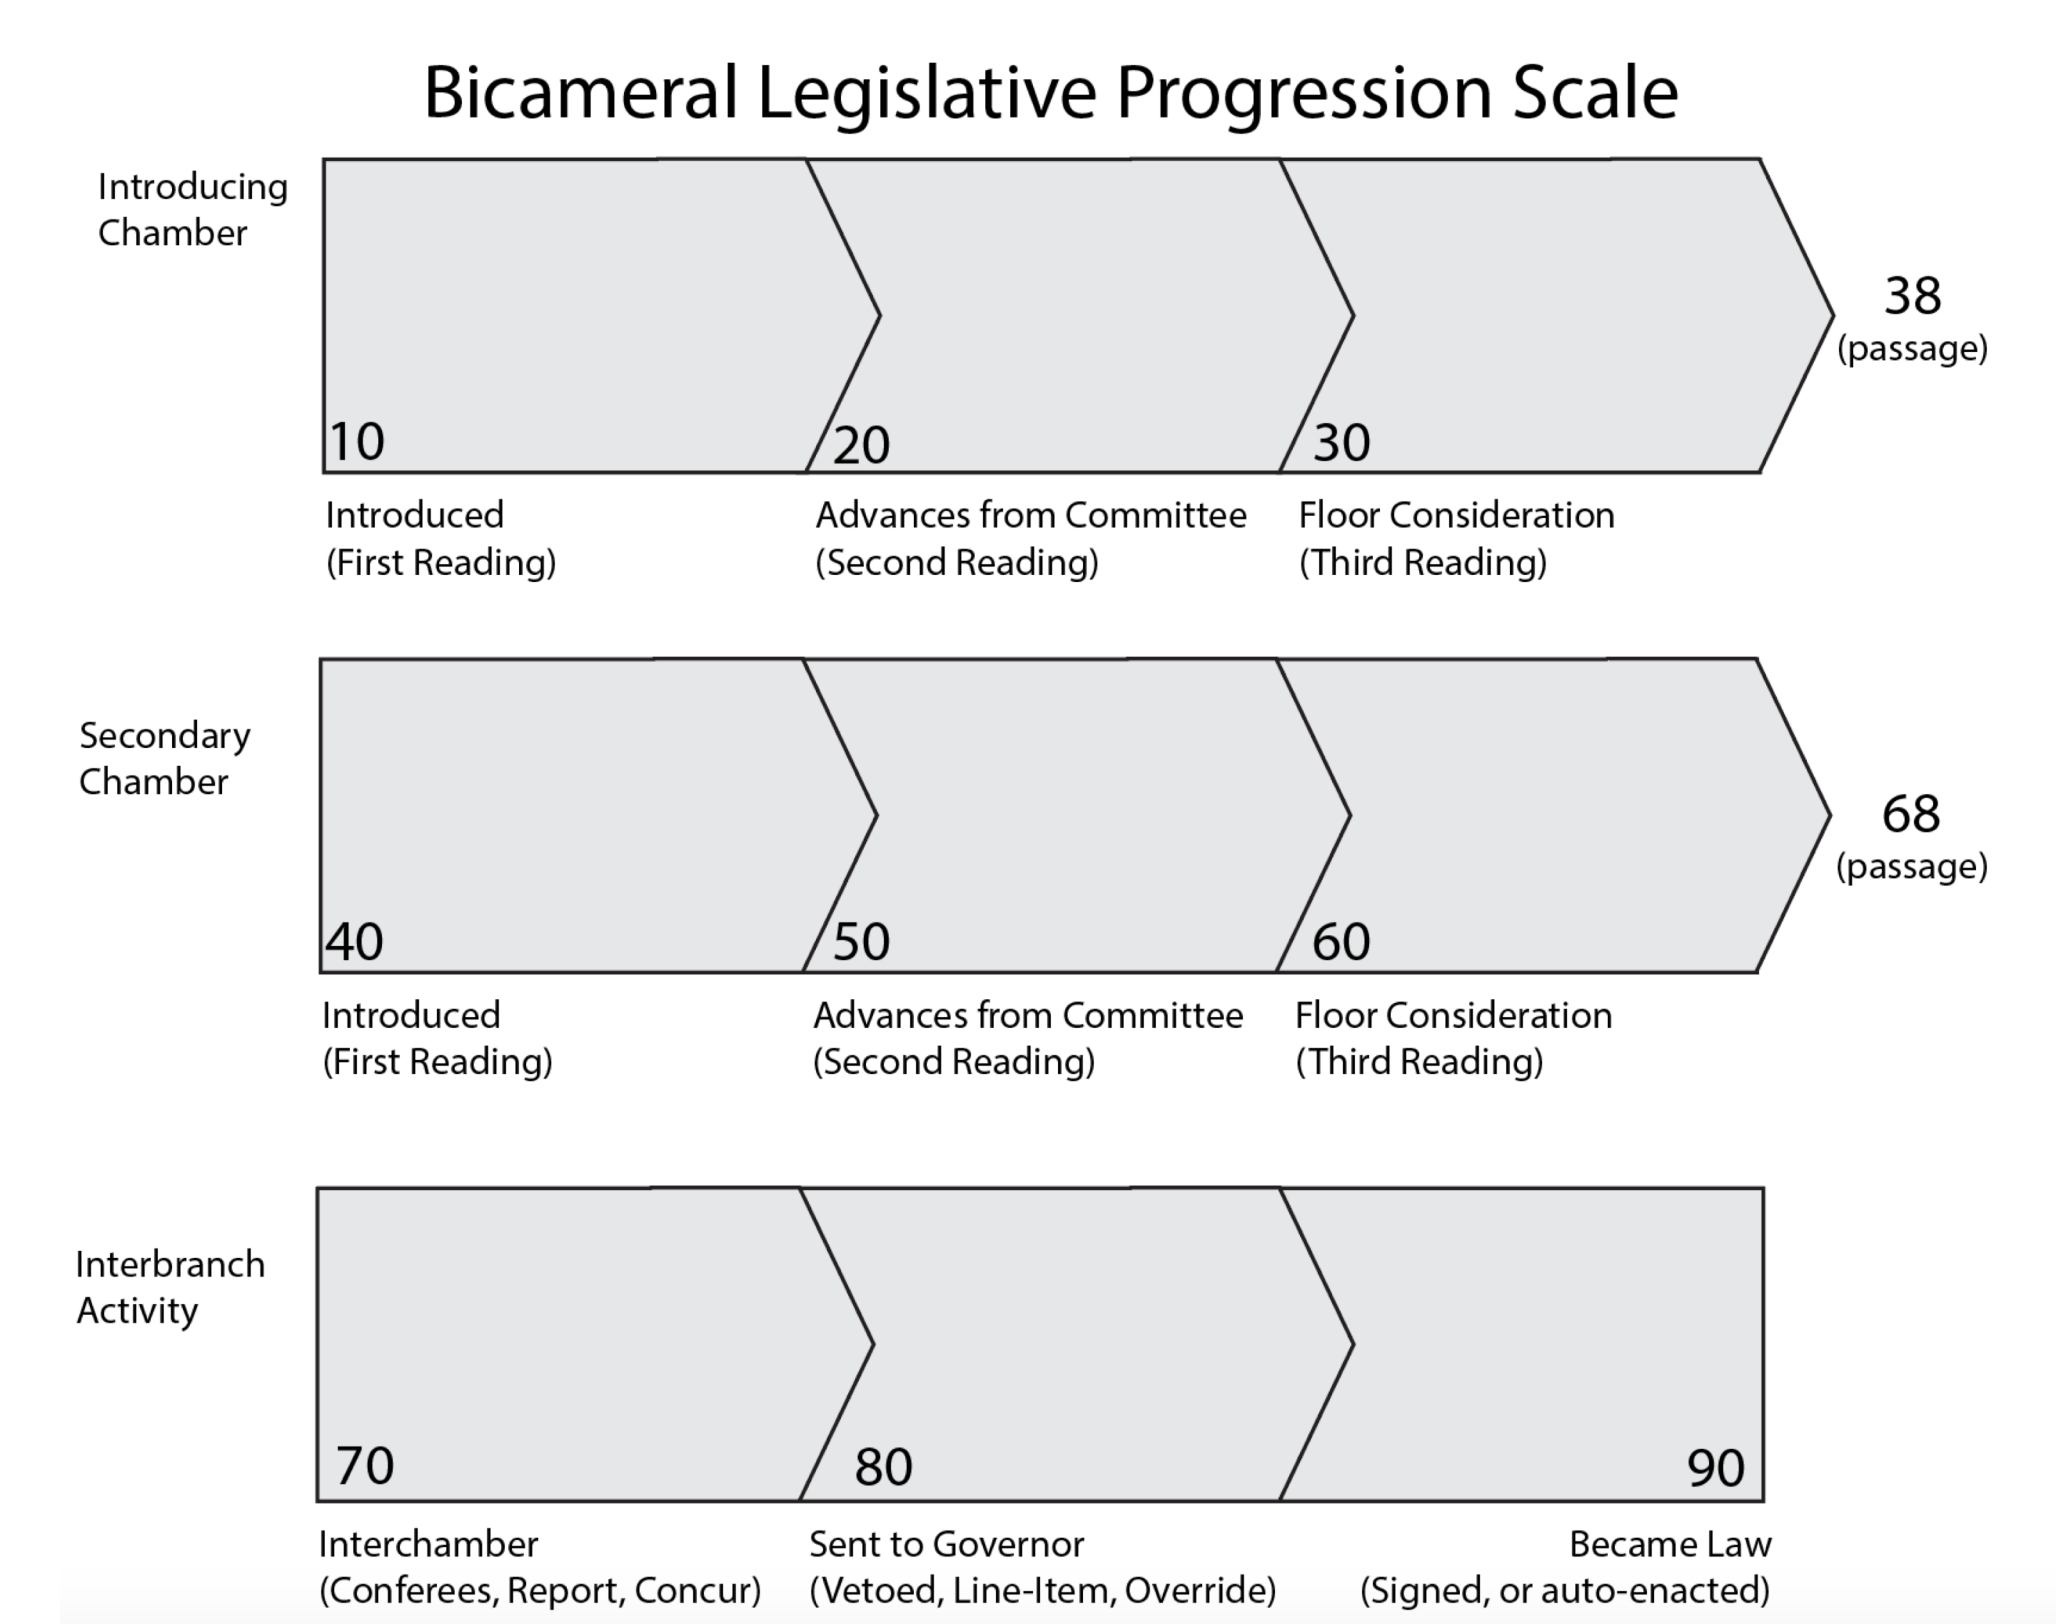 Bicameral Legislative Progression Scale
Introducing
Chamber
10
20
30
38
(passage)
Introduced
(First Reading)
Advances from Committee
(Second Reading)
Floor Consideration
(Third Reading)
Secondary
Chamber
40
50
60
68
(passage)
Introduced
(First Reading)
Advances from Committee
(Second Reading)
Floor Consideration
(Third Reading)
Interbranch
Activity
70
80
90
Interchamber
(Conferees, Report, Concur)
Sent to Governor
(Vetoed, Line-Item, Override)
Became Law
(Signed, or auto-enacted)